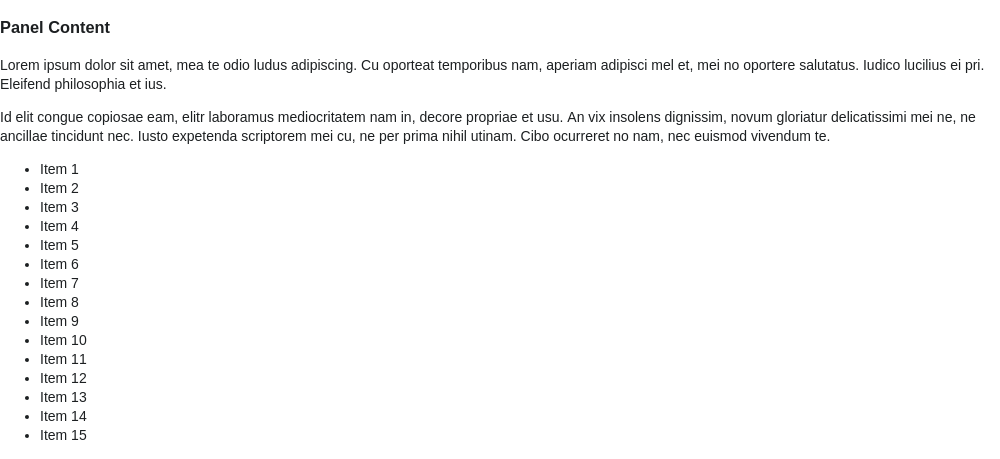 Panel Content
Lorem ipsum dolor sit amet, mea te odio ludus adipiscing. Cu oporteat temporibus nam, aperiam adipisci mel et, mei no oportere salutatus. Iudico lucilius ei pri.
Eleifend philosophia et ius.
Id elit congue copiosae eam, elitr laboramus mediocritatem nam in, decore propriae et usu. An vix insolens dignissim, novum gloriatur delicatissimi mei ne, ne
ancillae tincidunt nec. Iusto expetenda scriptorem mei cu, ne per prima nihil utinam. Cibo ocurreret no nam, nec euismod vivendum te.
• Item 1
• Item 2
• Item 3
• Item 4
• Item 5
• Item 6
• Item 7
• Item 8
• Item 9
• Item 10
• Item 11
• Item 12
• Item 13
• Item 14
• Item 15